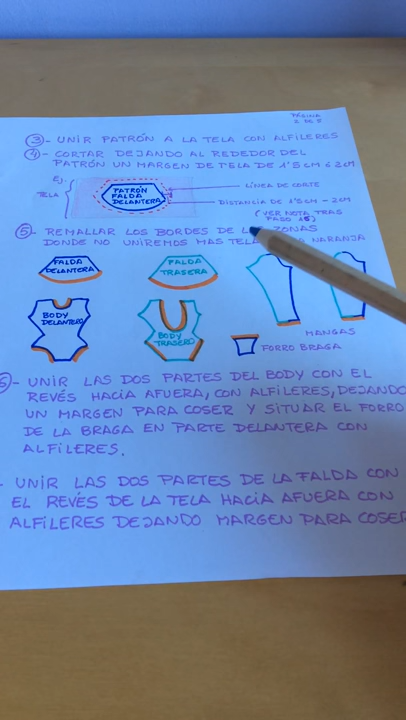 PÁGINA
2 DE 5
③- UNIR PATRÓN A LA TELA CON ALFILERES
④- CORTAR DEJANDO AL REDEDOR DEL
PATRÓN UN MARGEN DE TELA DE 1'5 CM ó 2CM
Ej.
TELA
PATRÓN
FALDA
DELANTERA
LÍNEA DE CORTE
DISTANCIA DE 1'5CM - 2CM
(VER NOTA TRAS
PASO 15)
⑤- REMALLAR LOS BORDES DE ZONAS
DONDE NO UNIREMOS MAS TELA NARANJA
FALDA
DELANTERA
FALDA
TRASERA
BODY
DELANTERO
BODY
TRASERO
MANGAS
FORRO BRAGA
- UNIR LAS DOS PARTES DEL BODY CON EL
REVÉS HACIA AFUERA, CON ALFILERES, DEJANDO
UN MARGEN PARA COSER Y SITUAR EL FORRO
DE LA BRAGA EN PARTE DELANTERA CON
ALFILERES.
UNIR LAS DOS PARTES DE LA FALDA CON
EL REVÉS DE LA TELA HACIA AFUERA CON
ALFILERES DEJANDO MARGEN PARA COSER